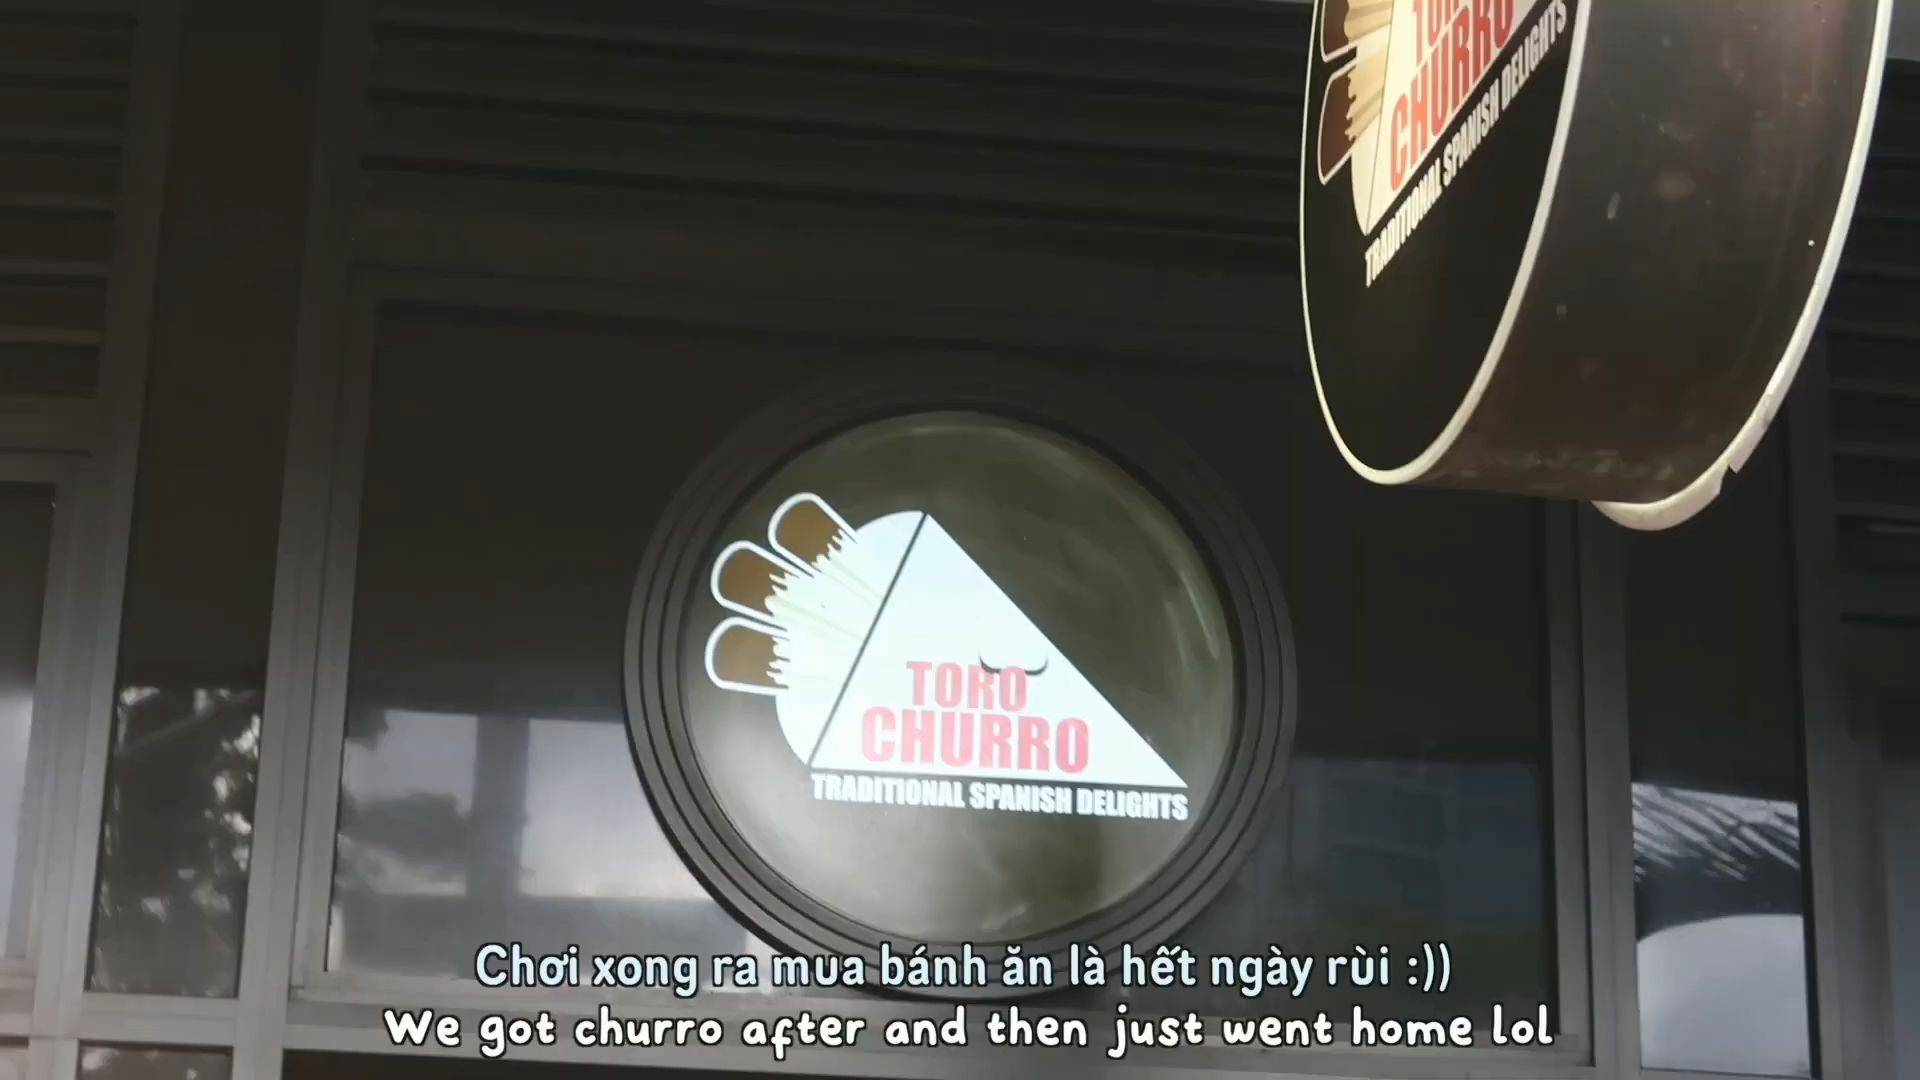 TORO
CHURRO
TRADITIONAL SPANISH DELIGHTS
TORO
CHURRO
TRADITIONAL SPANISH DELIGHTS
Chơi xong ra mua bánh ăn là hết ngày rùi :))
We got churro after and then just went home lol